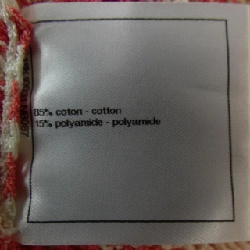 85% coton - cotton
15% polyamide - polyamide